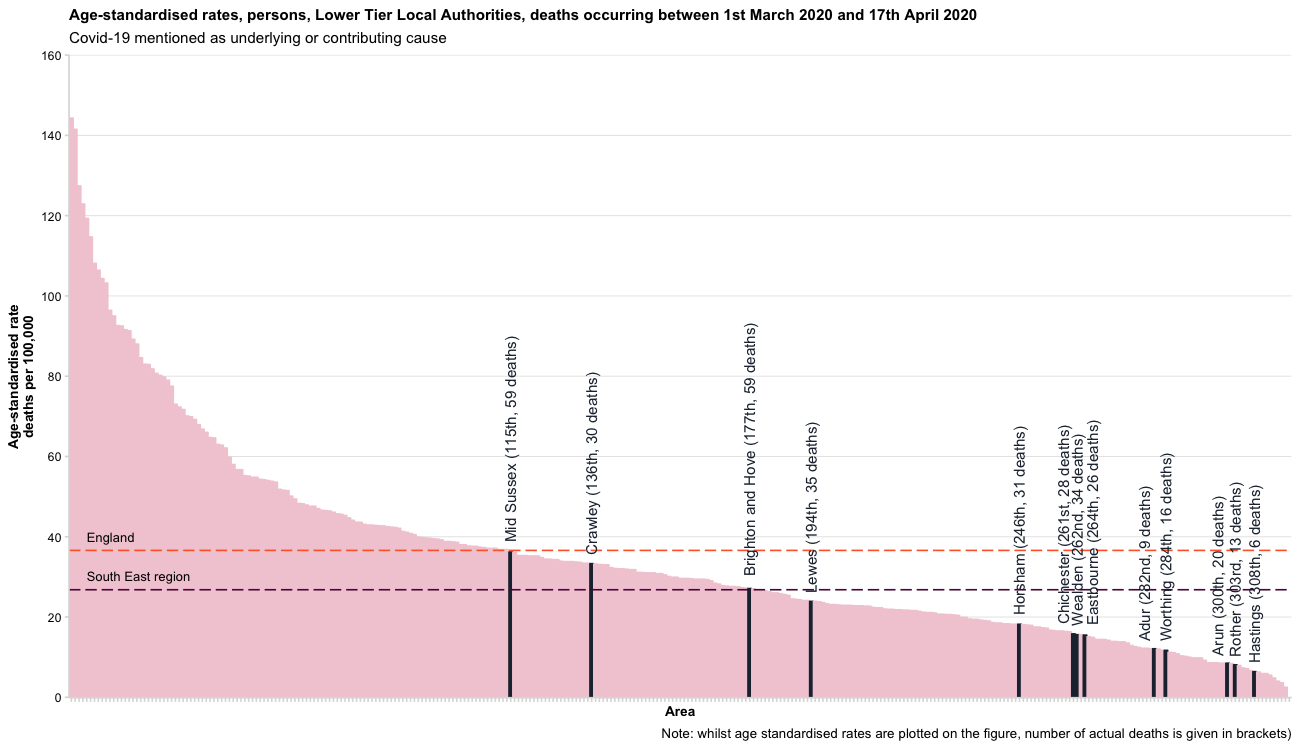 Age-standardised rates, persons, Lower Tier Local Authorities, deaths occurring between 1st March 2020 and 17th April 2020
Covid-19 mentioned as underlying or contributing cause
Age-standardised rate
deaths per 100,000
160
140
120
100
80
60
40
20
0
England
South East region
Mid Sussex (115th, 59 deaths)
Crawley (136th, 30 deaths)
Brighton and Hove (177th, 59 deaths)
Lewes (194th, 35 deaths)
Horsham (246th, 31 deaths)
Chichester (261st, 28 deaths)
Wealden (262nd, 34 deaths)
Eastbourne (264th, 26 deaths)
Adur (282nd, 9 deaths)
Worthing (284th, 16 deaths)
Arun (300th, 20 deaths)
Rother (303rd, 13 deaths)
Hastings (308th, 6 deaths)
Area
Note: whilst age standardised rates are plotted on the figure, number of actual deaths is given in brackets)